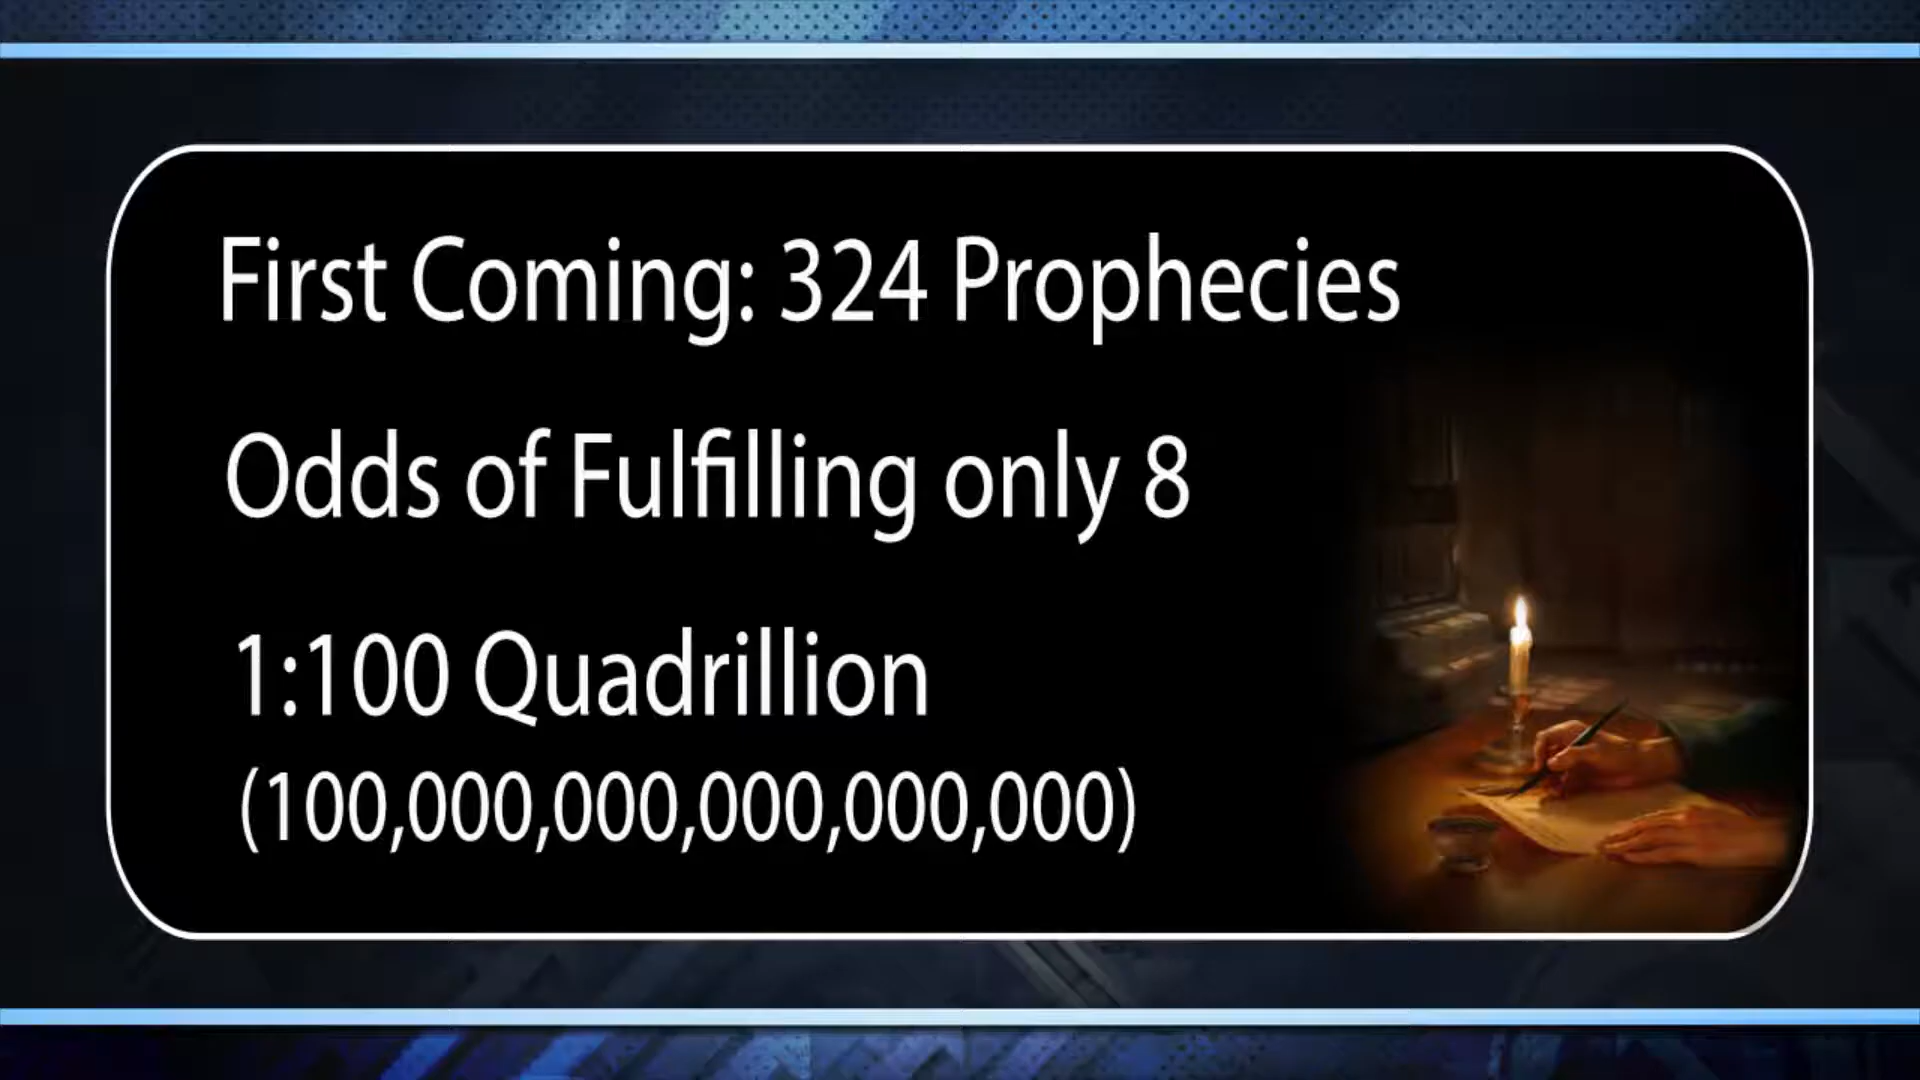 First Coming: 324 Prophecies
Odds of Fulfilling only 8
1:100 Quadrillion
(100,000,000,000,000,000)